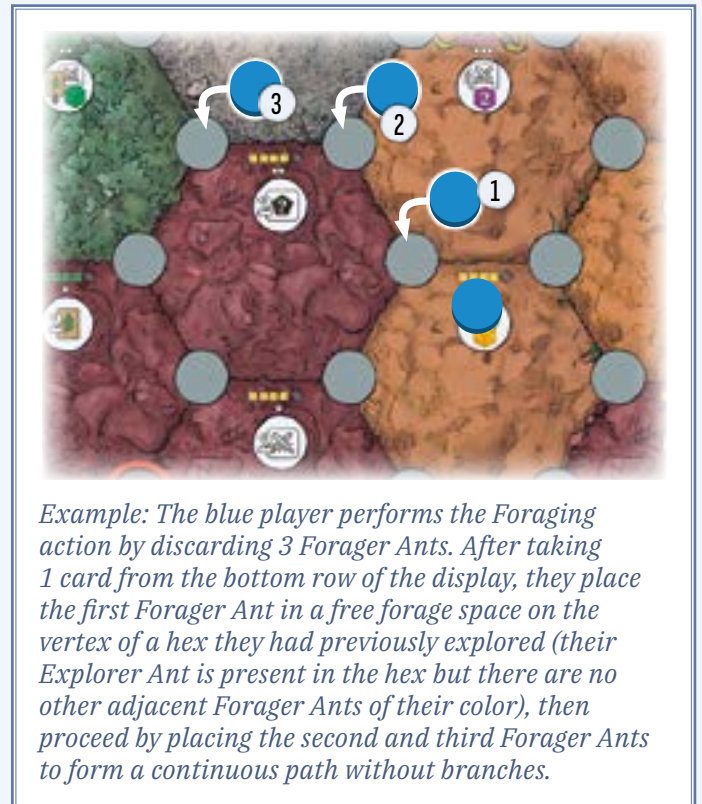 3
2
2
1
Example: The blue player performs the Foraging
action by discarding 3 Forager Ants. After taking
1 card from the bottom row of the display, they place
the first Forager Ant in a free forage space on the
vertex of a hex they had previously explored (their
Explorer Ant is present in the hex but there are no
other adjacent Forager Ants of their color), then
proceed by placing the second and third Forager Ants
to form a continuous path without branches.